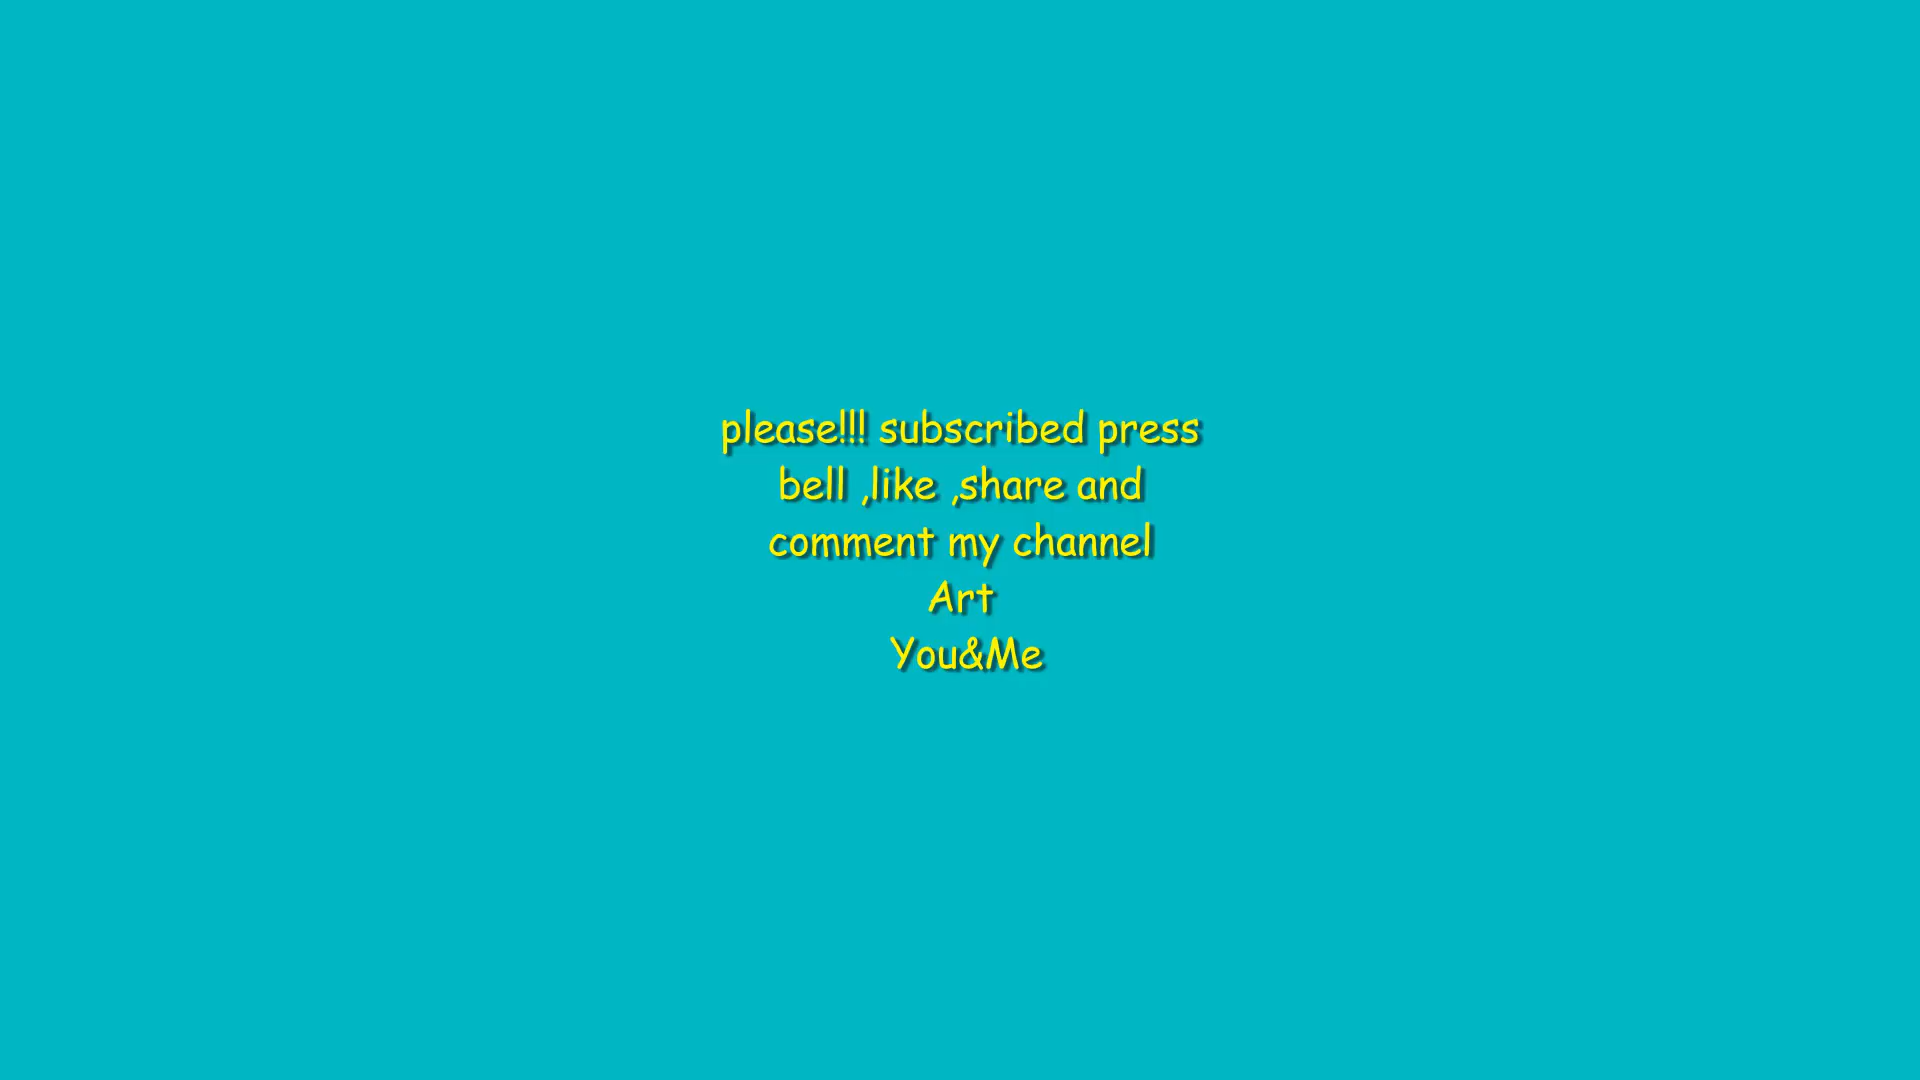 please!!! subscribed press
bell ,like ,share and
comment my channel
Art
You&Me